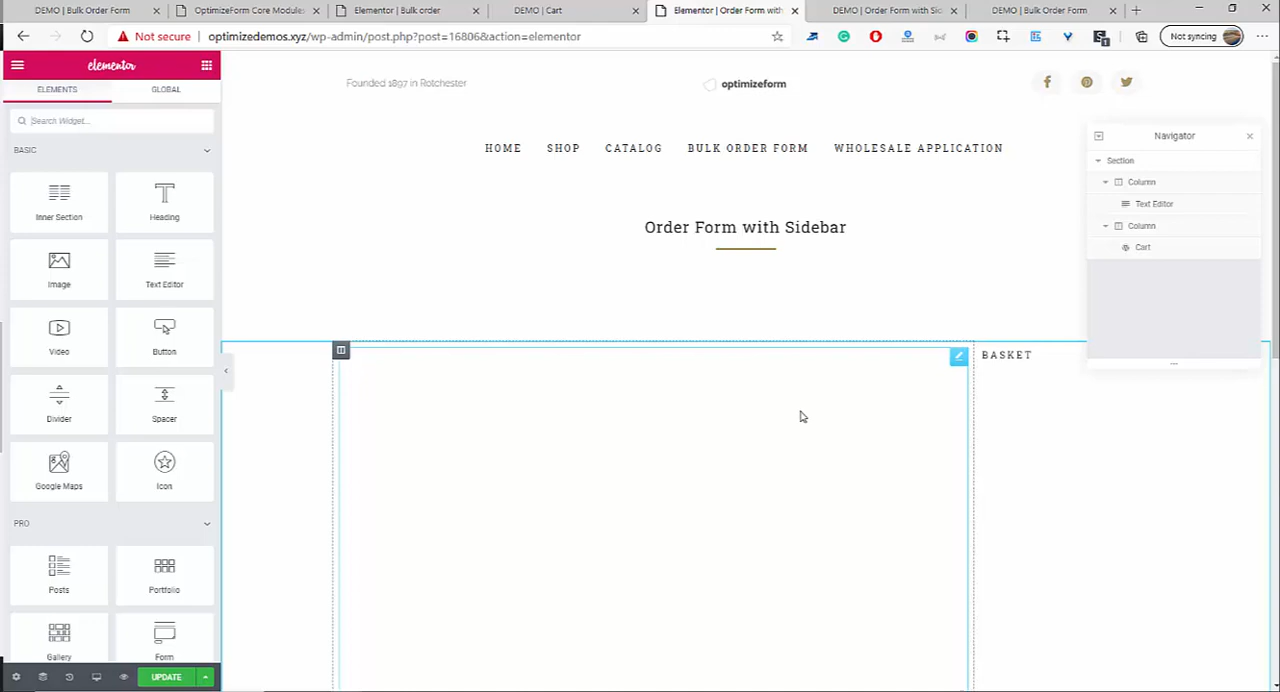 DEMO | Bulk Order Form
OptimizeForm Core Module
Elementor | Bulk order
DEMO | Cart
Elementor | Order Form with
DEMO | Order Form with Sid
DEMO | Bulk Order Form
Not secure | optimizedemos.xyz/wp-admin/post.php?post=16806&action=elementor
Not syncing
elementor
ELEMENTS GLOBAL
Search Widget...
BASIC
Inner Section Heading
Image Text Editor
Video Button
Divider Spacer
Google Maps Icon
PRO
Posts Portfolio
Gallery Form
UPDATE
Founded 1897 in Rotchester
optimizeform
HOME SHOP CATALOG BULK ORDER FORM WHOLESALE APPLICATION
Order Form with Sidebar
BASKET
Navigator
Section
Column
Text Editor
Column
Cart